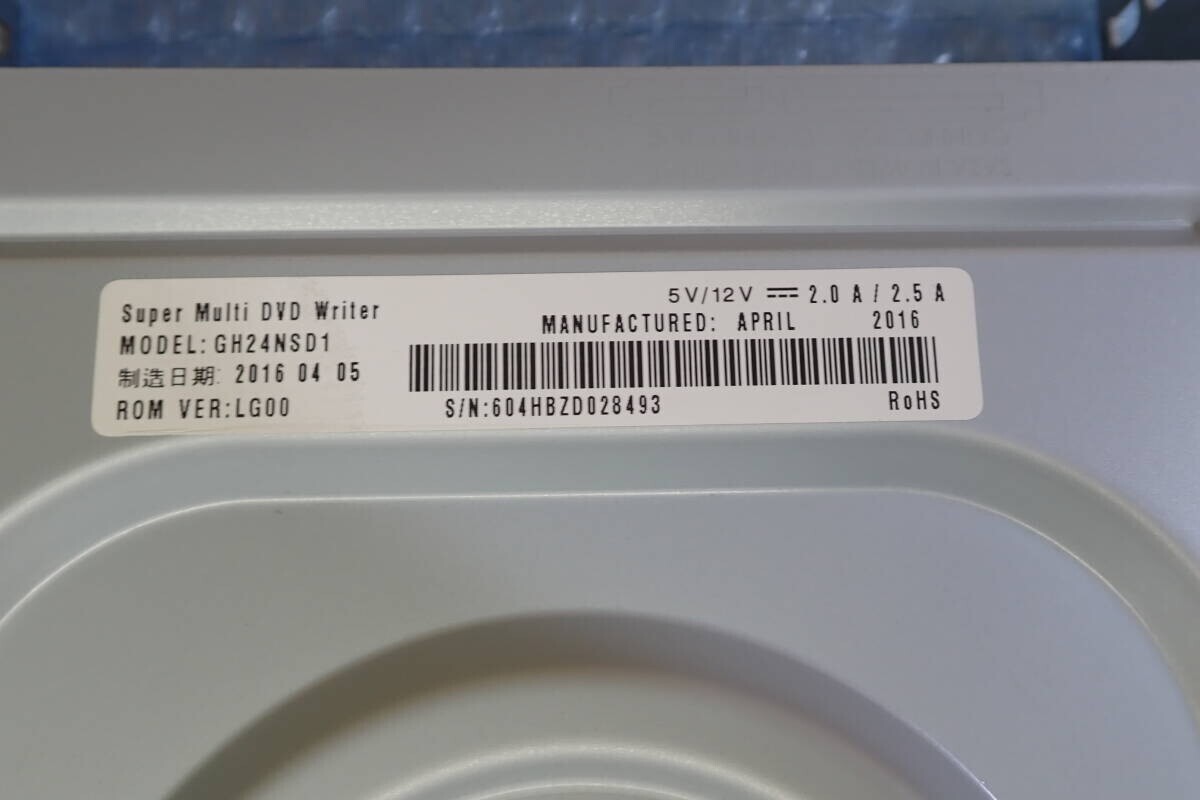 Super Multi DVD Writer
MODEL:GH24NSD1
制造日期: 2016 04 05
ROM VER:LG00
5V/12V ⎓ 2.0 A / 2.5 A
MANUFACTURED: APRIL 2016
S/N:604HBZD028493
RoHS